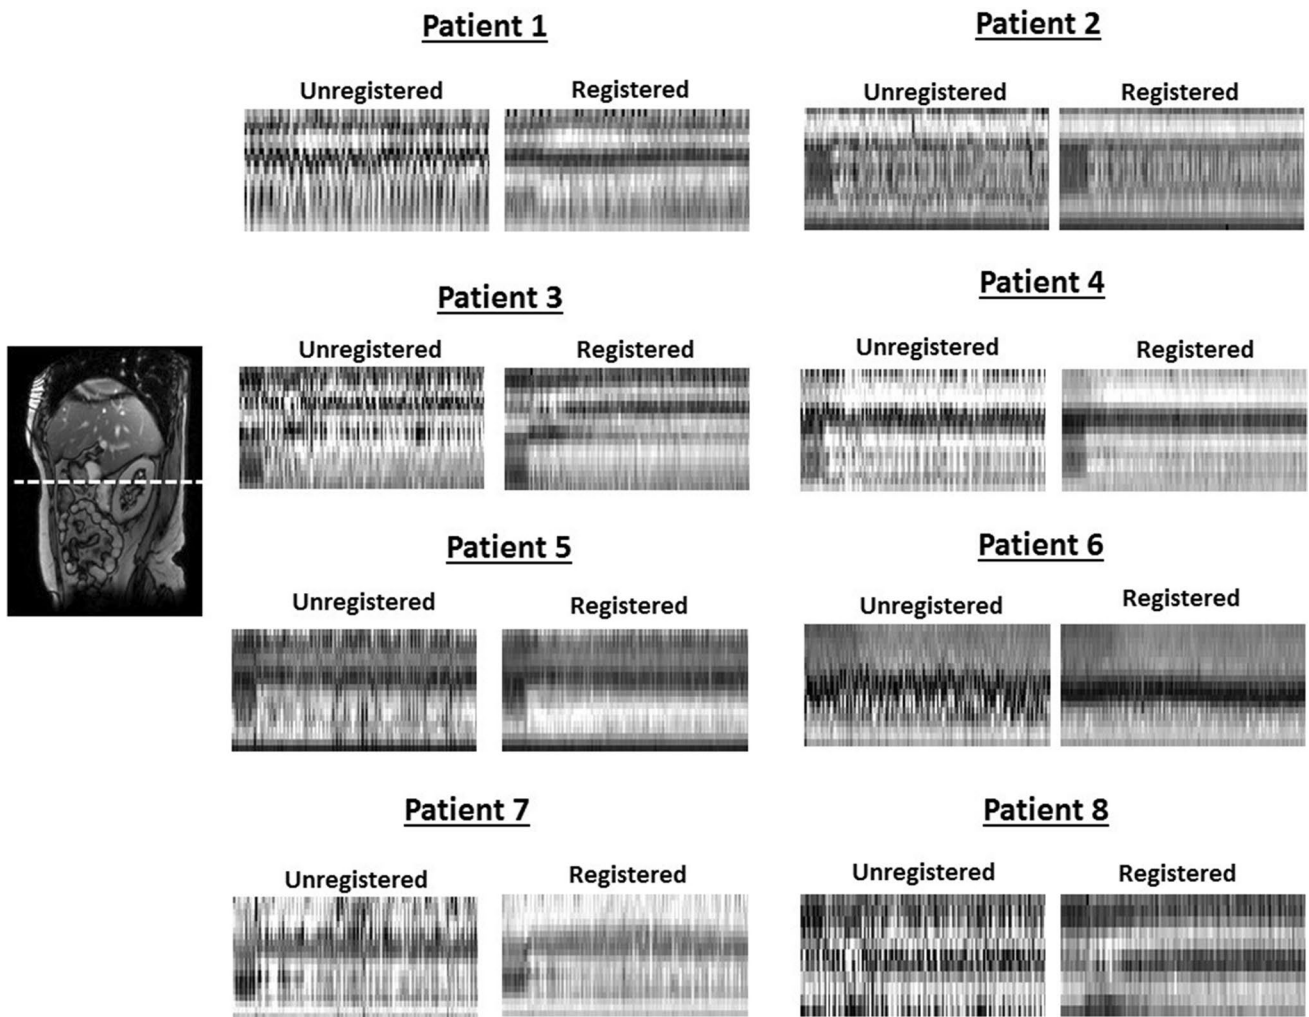 Patient 1
Patient 2
Unregistered
Registered
Unregistered
Registered
Patient 3
Patient 4
Unregistered
Registered
Unregistered
Registered
Patient 5
Patient 6
Unregistered
Registered
Unregistered
Registered
Patient 7
Patient 8
Unregistered
Registered
Unregistered
Registered